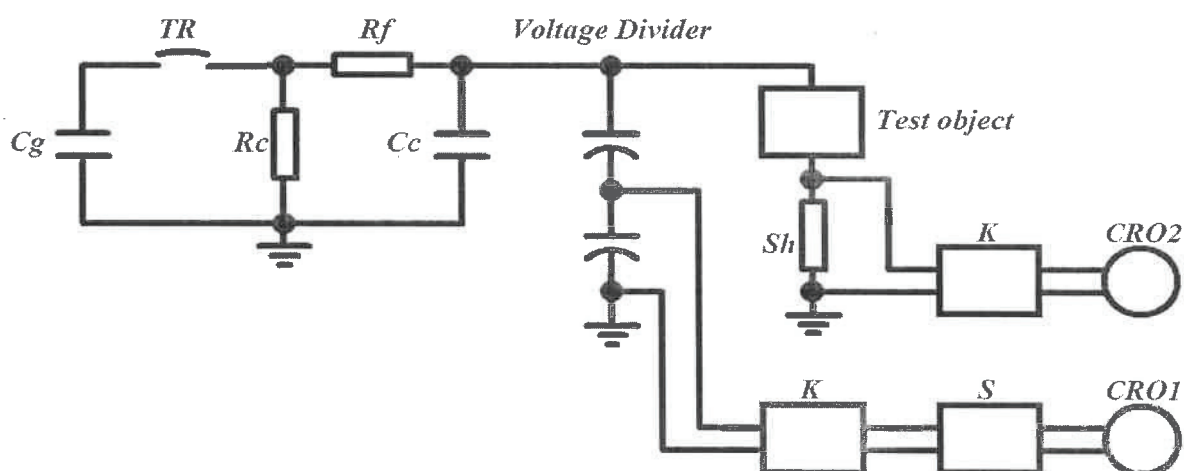 TR
Rf
Voltage Divider
Cg
Rc
Cc
Test object
Sh
K
CRO2
K
S
CRO1